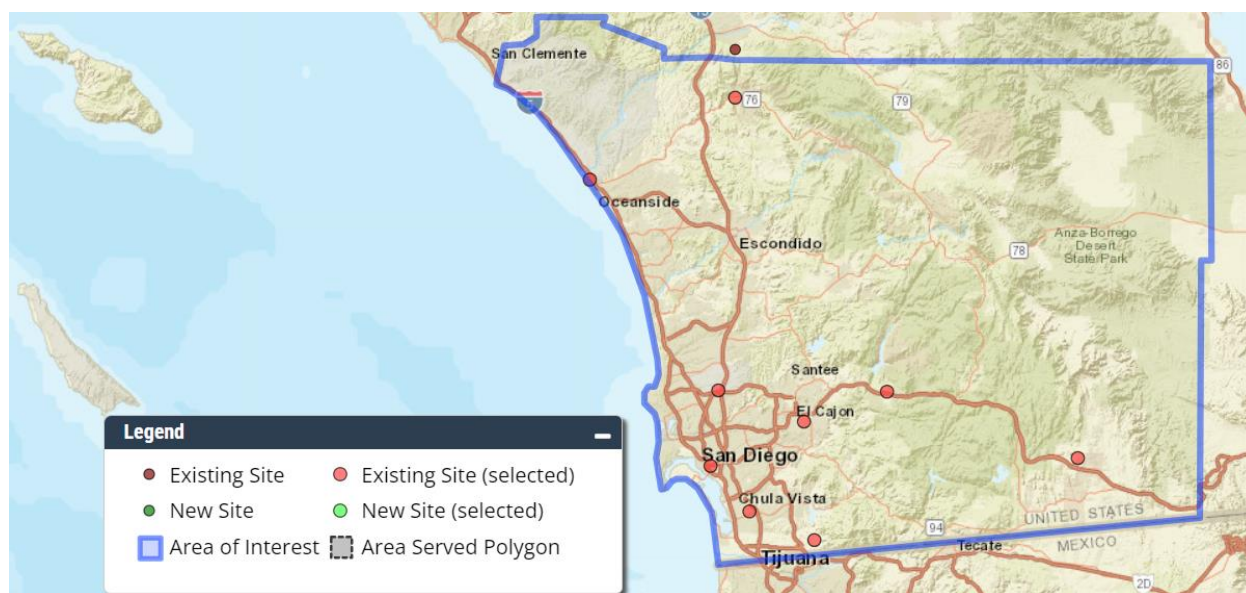 15
San Clemente
86
5
76
79
Oceanside
Escondido
Anza-Borrego
Desert
State/Park
78
Santee
El Cajon
San Diego
Chula Vista
94
UNITED STATES
MEXICO
Tijuana
Tecate
2D
Legend
Existing Site
Existing Site (selected)
New Site
New Site (selected)
Area of Interest
Area Served Polygon